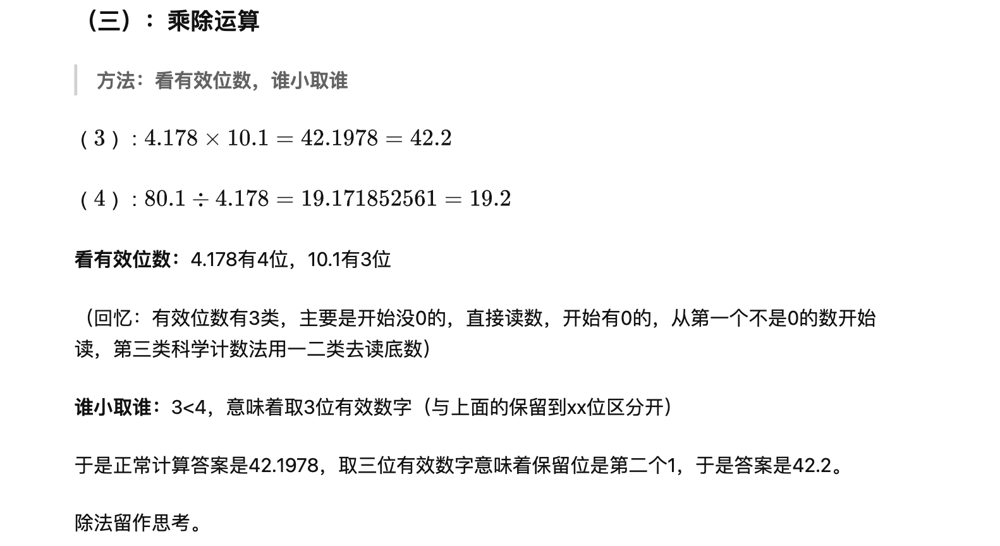 （三）：乘除运算
方法：看有效位数，谁小取谁
（3）: 4.178 × 10.1 = 42.1978 = 42.2
（4）: 80.1 ÷ 4.178 = 19.171852561 = 19.2
看有效位数：4.178有4位，10.1有3位
（回忆：有效位数有3类，主要是开始没0的，直接读数，开始有0的，从第一个不是0的数开始
读，第三类科学计数法用一二类去读底数）
谁小取谁：3<4，意味着取3位有效数字（与上面的保留到xx位区分开）
于是正常计算答案是42.1978，取三位有效数字意味着保留位是第二个1，于是答案是42.2。
除法留作思考。